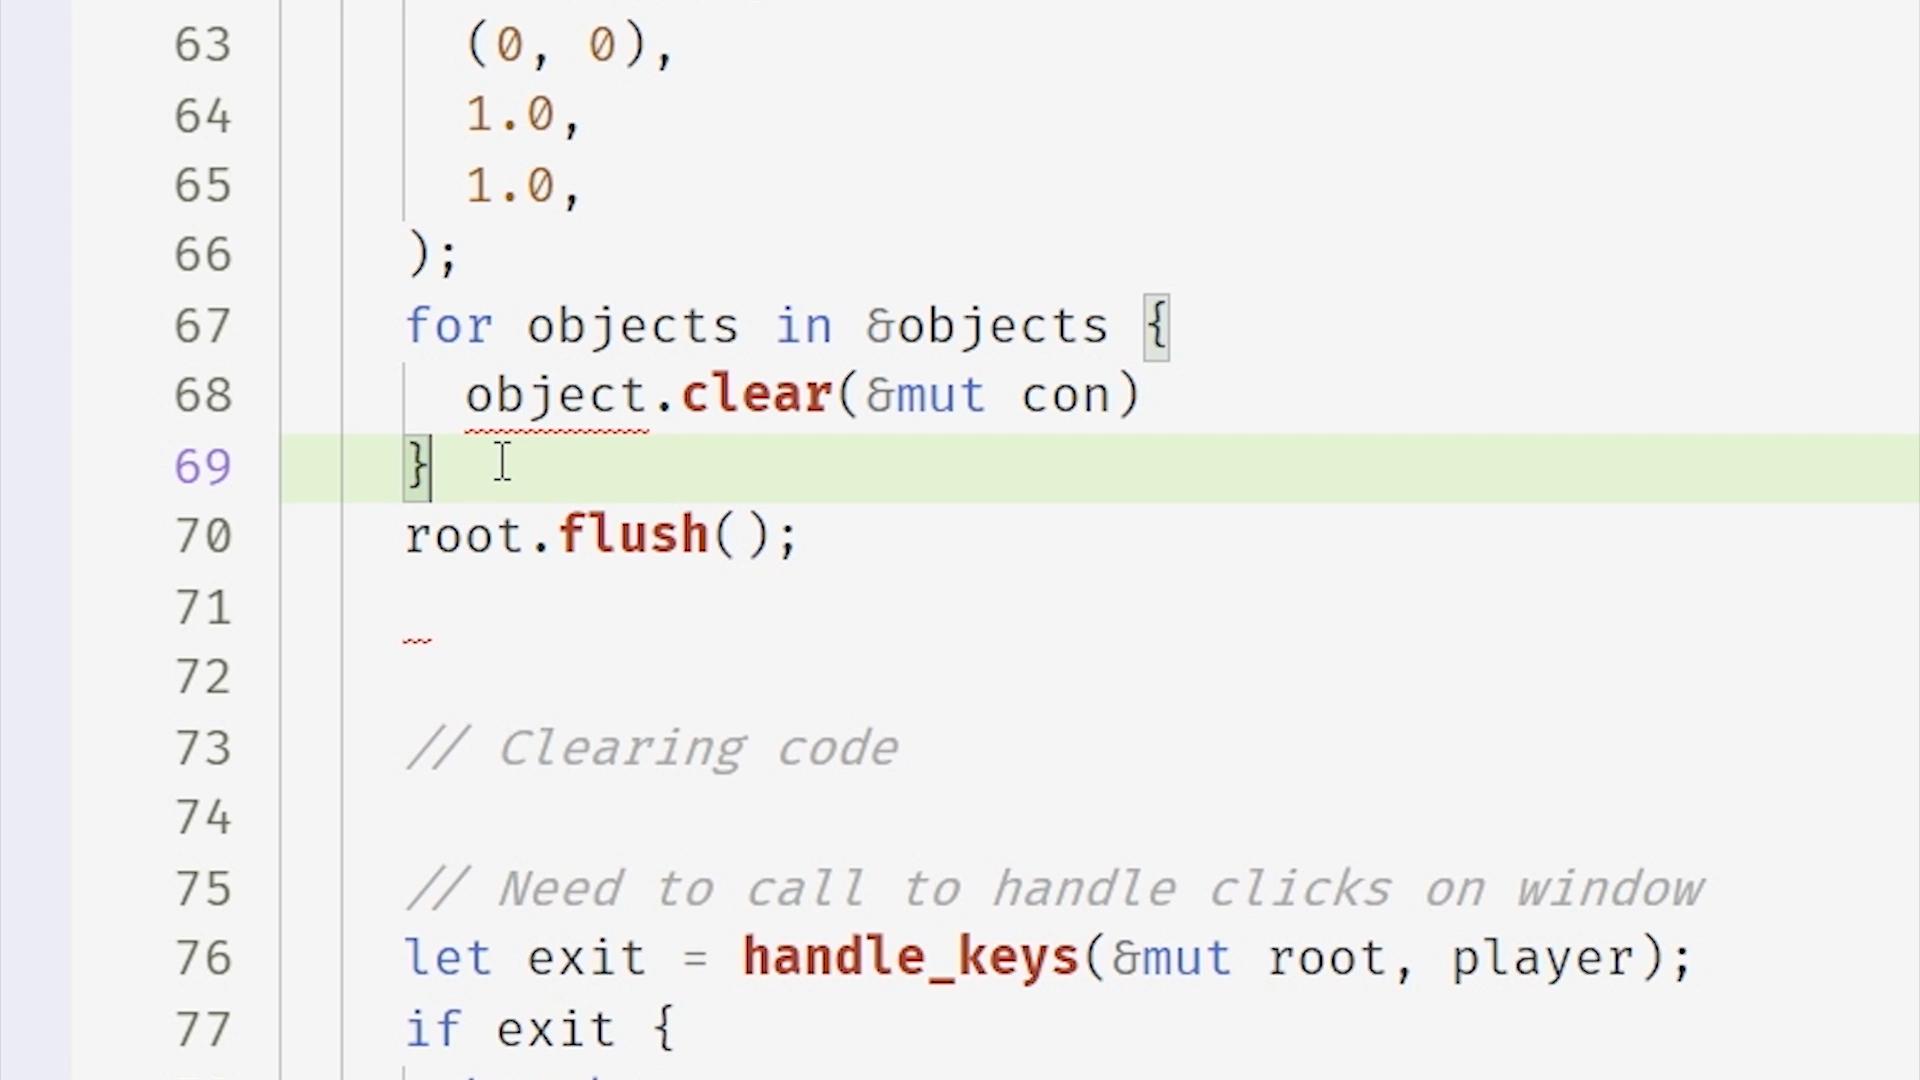 63 (0, 0),
64 1.0,
65 1.0,
66 );
67 for objects in &objects {
68 object.clear(&mut con)
69 }
70 root.flush();
71
72
73 // Clearing code
74
75 // Need to call to handle clicks on window
76 let exit = handle_keys(&mut root, player);
77 if exit {